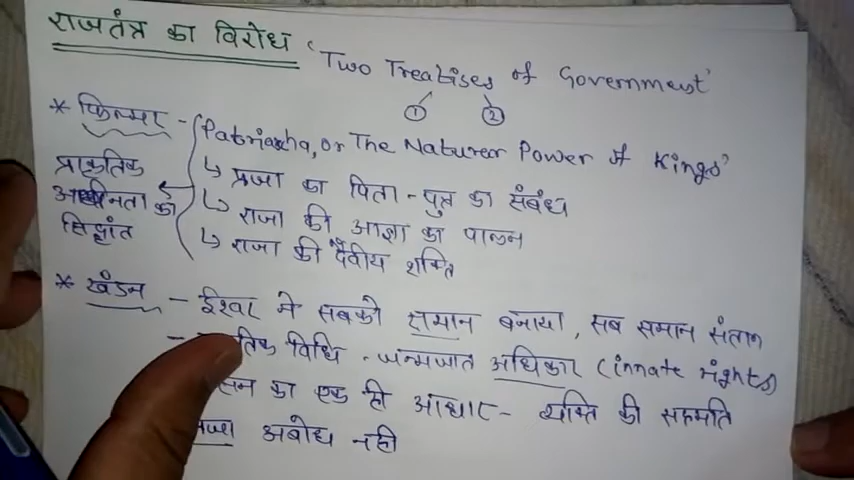 राजतंत्र का विरोध 'Two Treatises of Government'
① ②
* फिल्मर - 'Patriarcha, or The Naturer Power of Kings'
प्राकृतिक
↳ प्रजा का पिता - पुत्र का संबंध
अधीनता का
↳ राजा की आज्ञा का पालन
सिद्धांत
↳ राजा की दैवीय शक्ति
* खंडन - ईश्वर ने सबको समान बनाया, सब समान संतान
- तिक विधि - जन्मजात अधिकार (innate rights)
सन का एक ही आधार - व्यक्ति की सहमति
अबोध नही